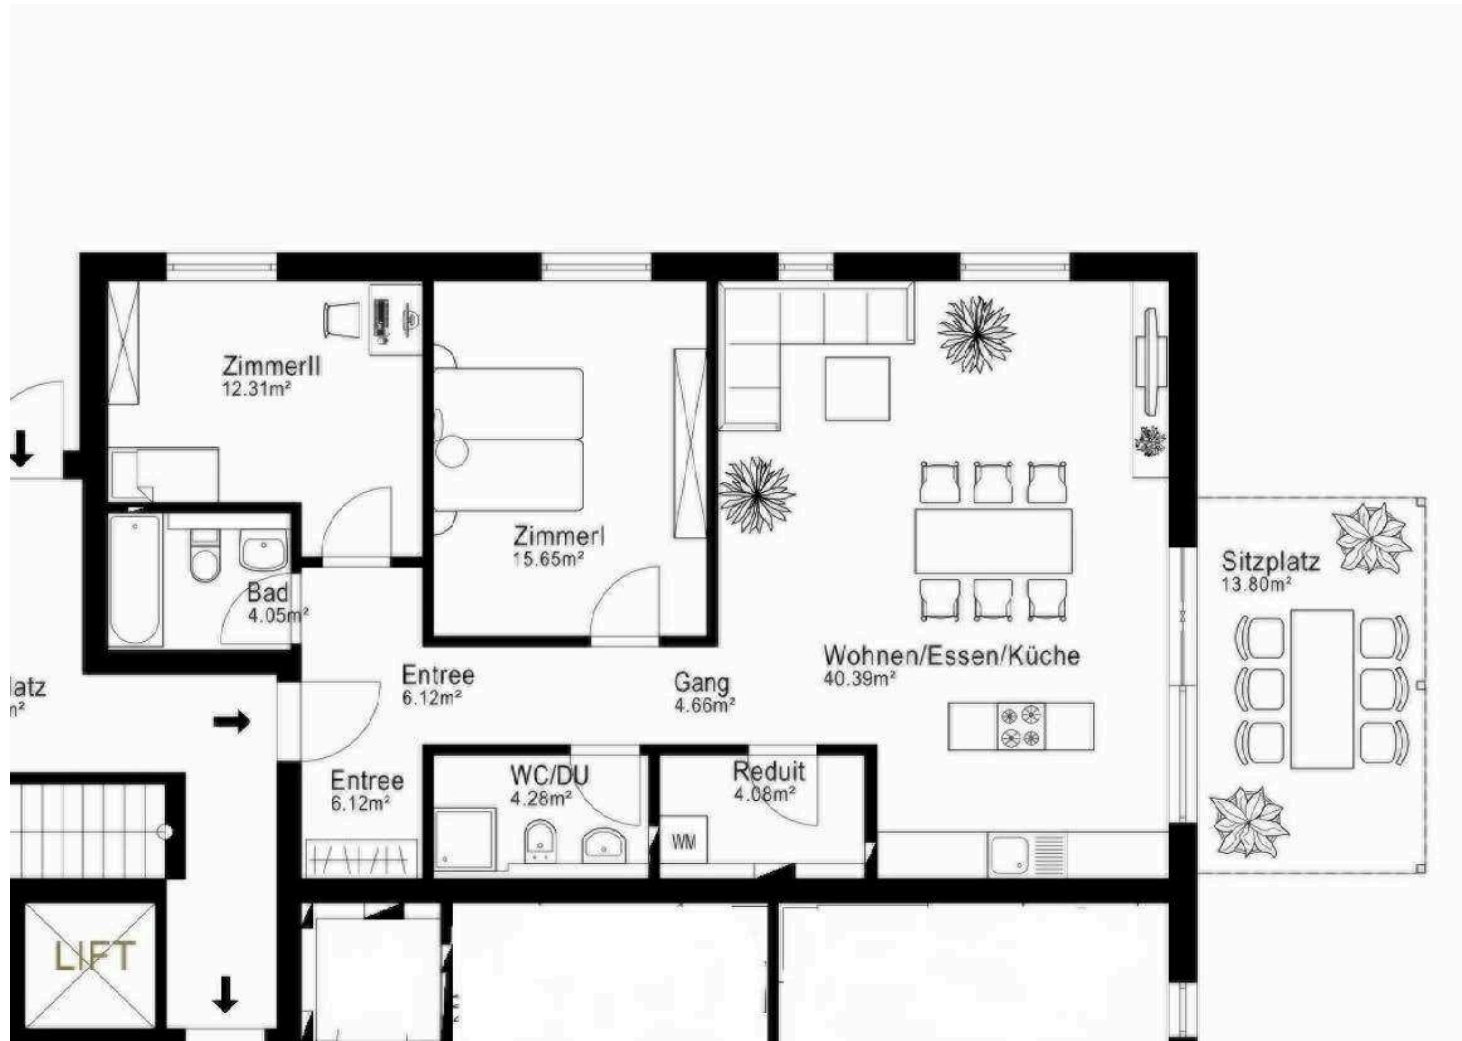 ZimmerII
12.31m²
ZimmerI
15.65m²
Bad
4.05m²
Sitzplatz
13.80m²
Wohnen/Essen/Küche
40.39m²
Entree
6.12m²
Gang
4.66m²
latz
m²
Entree
6.12m²
WC/DU
4.28m²
Reduit
4.08m²
WM
LIFT